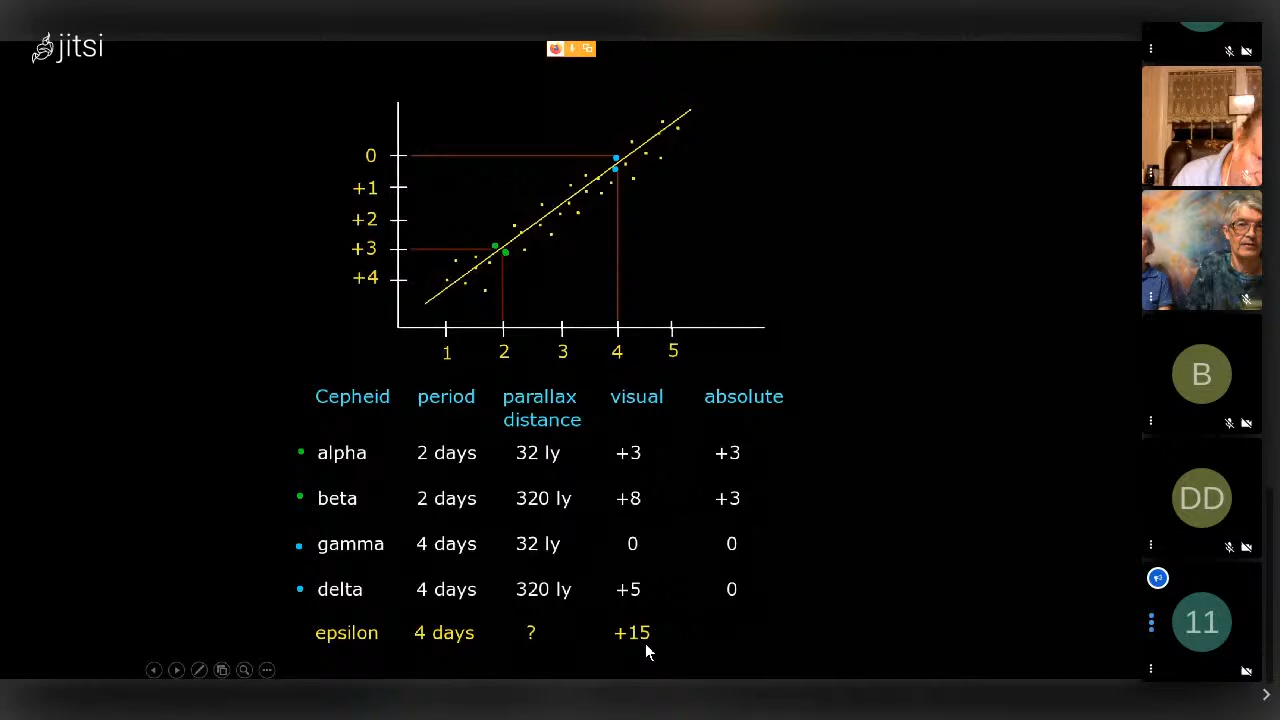 jitsi
0
+1
+2
+3
+4
1 2 3 4 5
Cepheid period parallax distance visual absolute
alpha 2 days 32 ly +3 +3
beta 2 days 320 ly +8 +3
gamma 4 days 32 ly 0 0
delta 4 days 320 ly +5 0
epsilon 4 days ? +15
B
DD
11